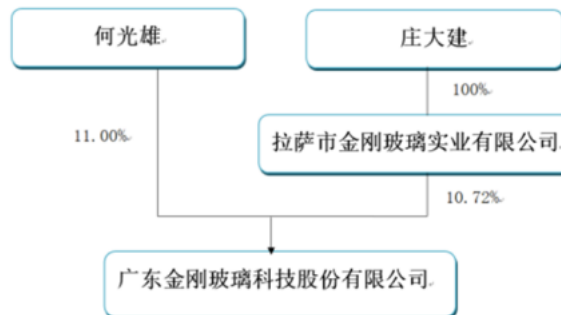 何光雄
庄大建
100%
11.00%
拉萨市金刚玻璃实业有限公司
10.72%
广东金刚玻璃科技股份有限公司